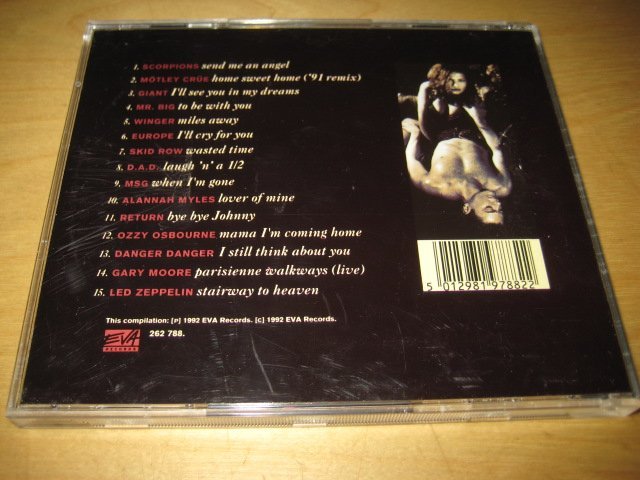 1. SCORPIONS send me an angel
2. MÖTLEY CRÜE home sweet home ('91 remix)
3. GIANT I'll see you in my dreams
4. MR. BIG to be with you
5. WINGER miles away
6. EUROPE I'll cry for you
7. SKID ROW wasted time
8. D.A.D. laugh 'n' a 1/2
9. MSG when I'm gone
10. ALANNAH MYLES lover of mine
11. RETURN bye bye Johnny
12. OZZY OSBOURNE mama I'm coming home
13. DANGER DANGER I still think about you
14. GARY MOORE parisienne walkways (live)
15. LED ZEPPELIN stairway to heaven
This compilation: [P] 1992 EVA Records. [c] 1992 EVA Records.
EVA
RECORDS
262 788.
5 012981 978822